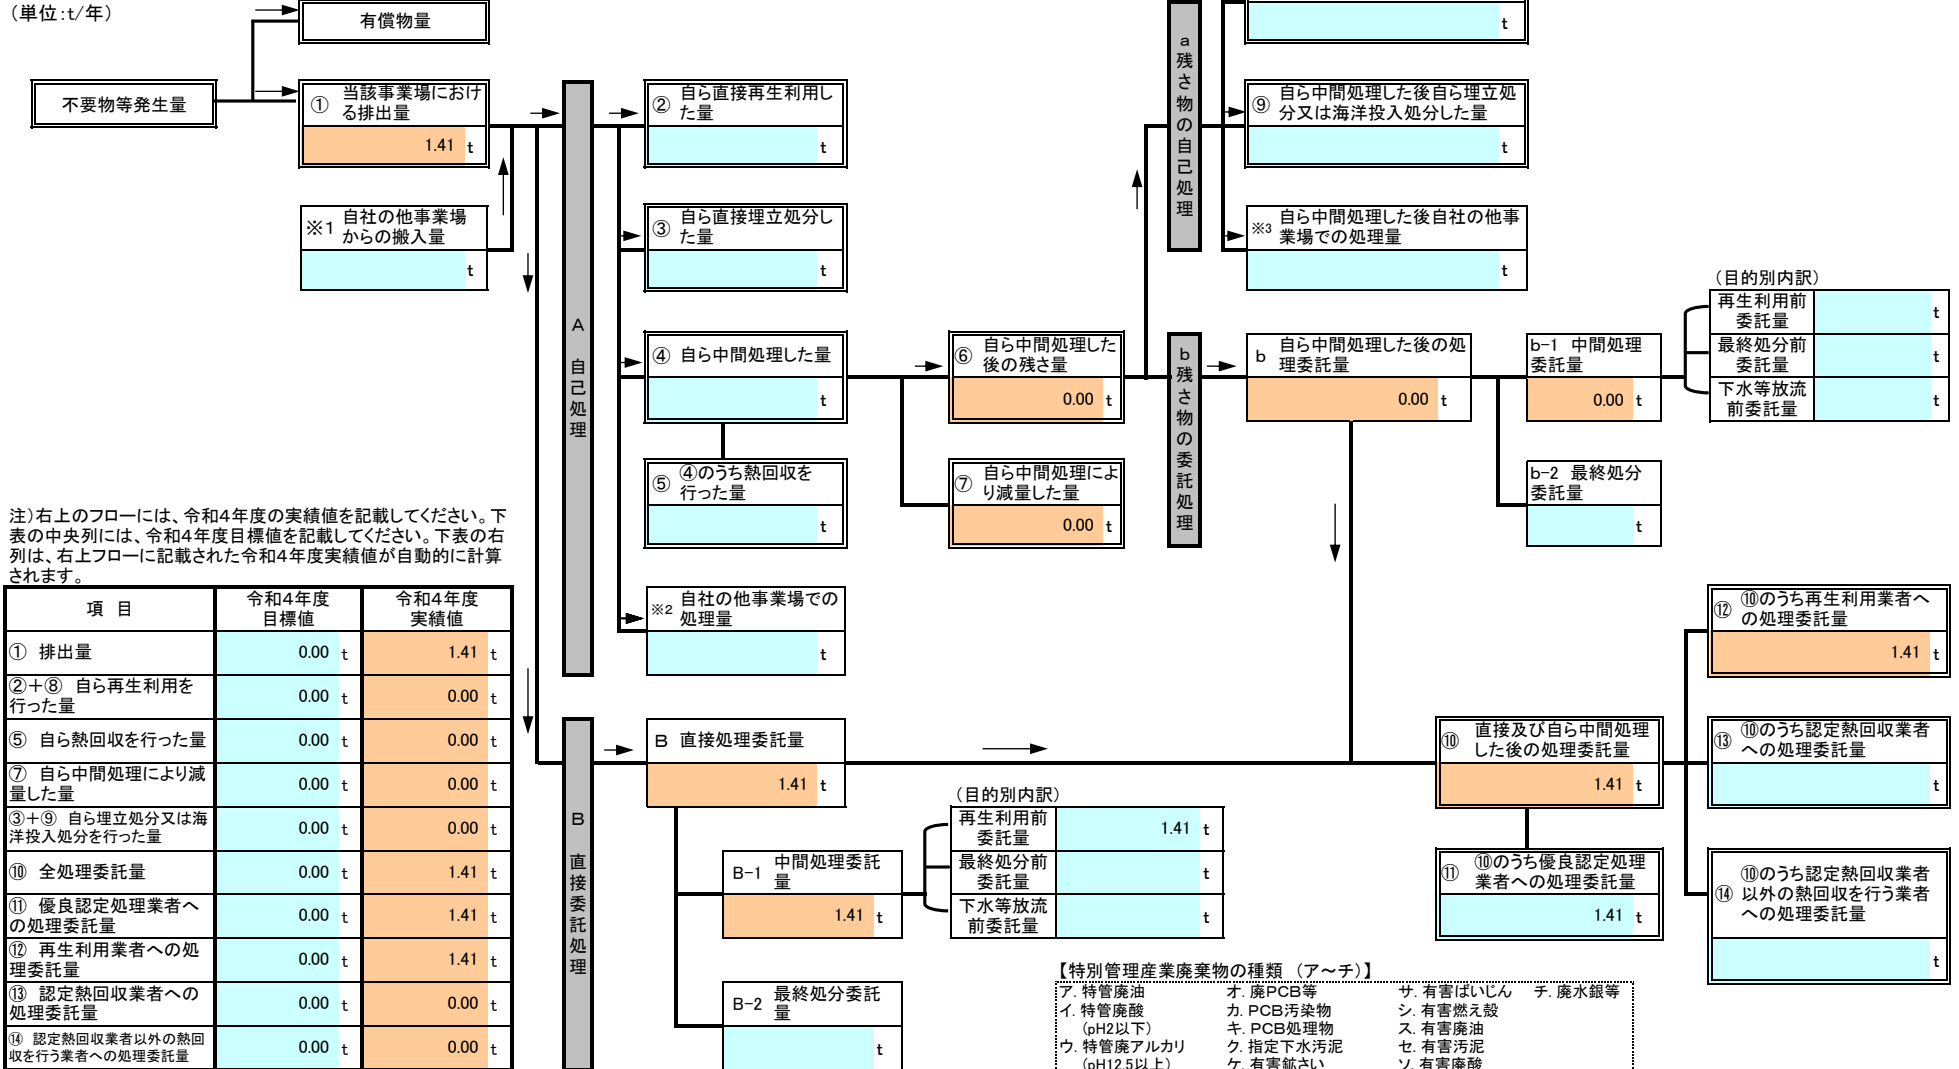 (単位:t/年)
有償物量
不要物等発生量
① 当該事業場におけ
る排出量
1.41 t
※1 自社の他事業場
からの搬入量
t
A 自己処理
② 自ら直接再生利用し
た量
t
③ 自ら直接埋立処分し
た量
t
④ 自ら中間処理した量
t
⑤ ④のうち熱回収を
行った量
t
※2 自社の他事業場での
処理量
t
⑥ 自ら中間処理した
後の残さ量
0.00 t
⑦ 自ら中間処理によ
り減量した量
0.00 t
a 残さ物の自己処理
t
⑨ 自ら中間処理した後自ら埋立処
分又は海洋投入処分した量
t
※3 自ら中間処理した後自社の他事
業場での処理量
t
b 残さ物の委託処理
b 自ら中間処理した後の処
理委託量
0.00 t
b-1 中間処理
委託量
0.00 t
b-2 最終処分
委託量
t
(目的別内訳)
再生利用前
委託量
t
最終処分前
委託量
t
下水等放流
前委託量
t
注)右上のフローには、令和4年度の実績値を記載してください。下
表の中央列には、令和4年度目標値を記載してください。下表の右
列は、右上フローに記載された令和4年度実績値が自動的に計算
されます。
項 目 令和4年度
目標値 令和4年度
実績値
① 排出量 0.00 t 1.41 t
②+⑧ 自ら再生利用を
行った量 0.00 t 0.00 t
⑤ 自ら熱回収を行った量 0.00 t 0.00 t
⑦ 自ら中間処理により減
量した量 0.00 t 0.00 t
③+⑨ 自ら埋立処分又は海
洋投入処分を行った量 0.00 t 0.00 t
⑩ 全処理委託量 0.00 t 1.41 t
⑪ 優良認定処理業者へ
の処理委託量 0.00 t 1.41 t
⑫ 再生利用業者への処
理委託量 0.00 t 1.41 t
⑬ 認定熱回収業者への
処理委託量 0.00 t 0.00 t
⑭ 認定熱回収業者以外の熱回
収を行う業者への処理委託量 0.00 t 0.00 t
B 直接委託処理
B 直接処理委託量
1.41 t
B-1 中間処理委託
量
1.41 t
B-2 最終処分委託
量
t
(目的別内訳)
再生利用前
委託量
1.41 t
最終処分前
委託量
t
下水等放流
前委託量
t
⑩ 直接及び自ら中間処理
した後の処理委託量
1.41 t
⑪ ⑩のうち優良認定処理
業者への処理委託量
1.41 t
⑫ ⑩のうち再生利用業者へ
の処理委託量
1.41 t
⑬ ⑩のうち認定熱回収業者
への処理委託量
t
⑭ ⑩のうち認定熱回収業者
以外の熱回収を行う業者
への処理委託量
t
【特別管理産業廃棄物の種類 (ア~チ)】
ア. 特管廃油 オ. 廃PCB等 サ. 有害ばいじん チ. 廃水銀等
イ. 特管廃酸 カ. PCB汚染物 シ. 有害燃え殻
(pH2以下) キ. PCB処理物 ス. 有害廃油
ウ. 特管廃アルカリ ク. 指定下水汚泥 セ. 有害汚泥
(pH12.5以上) ケ. 有害鉱さい ソ. 有害廃酸